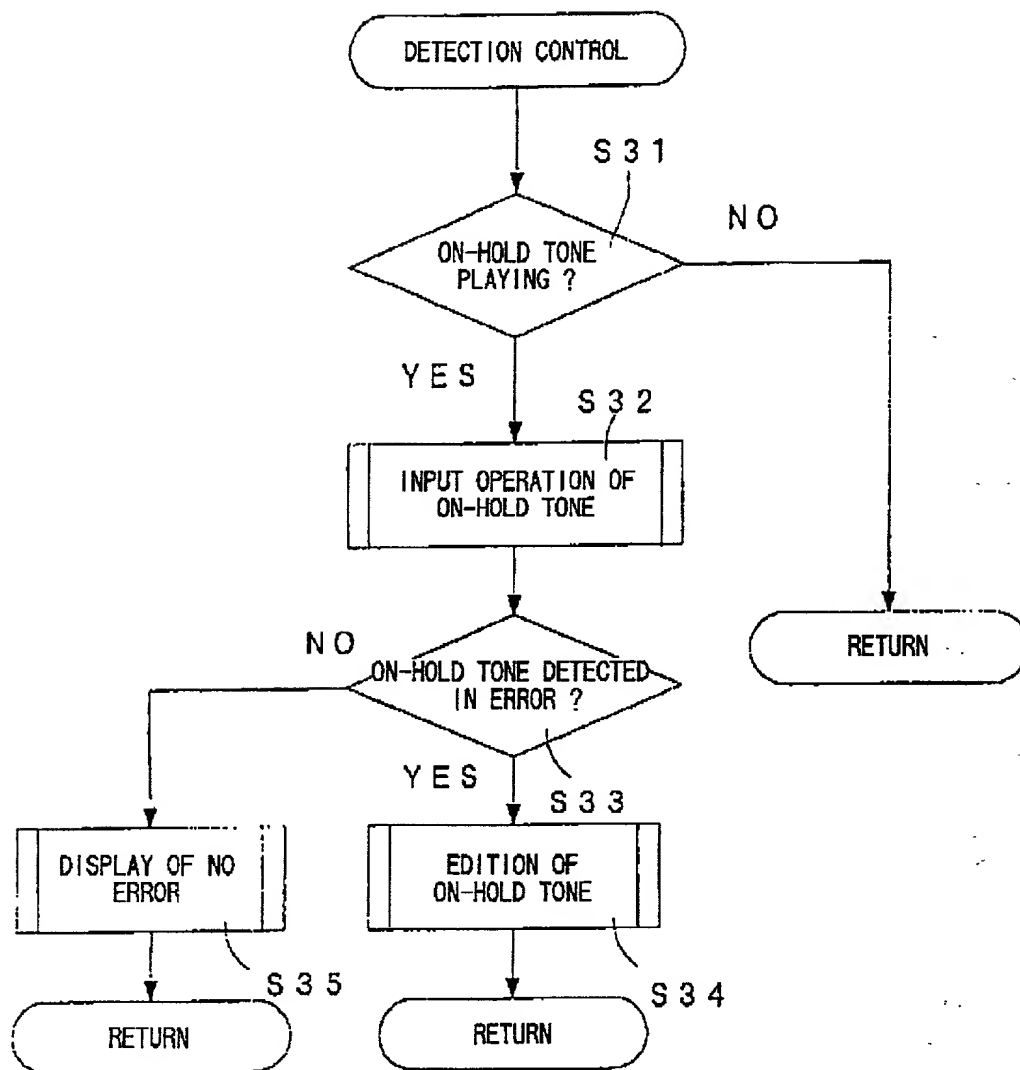 DETECTION CONTROL
S31
ON-HOLD TONE
PLAYING ?
NO
YES
S32
INPUT OPERATION OF
ON-HOLD TONE
RETURN
NO
ON-HOLD TONE DETECTED
IN ERROR ?
YES
S33
DISPLAY OF NO
ERROR
EDITION OF
ON-HOLD TONE
S35
S34
RETURN
RETURN